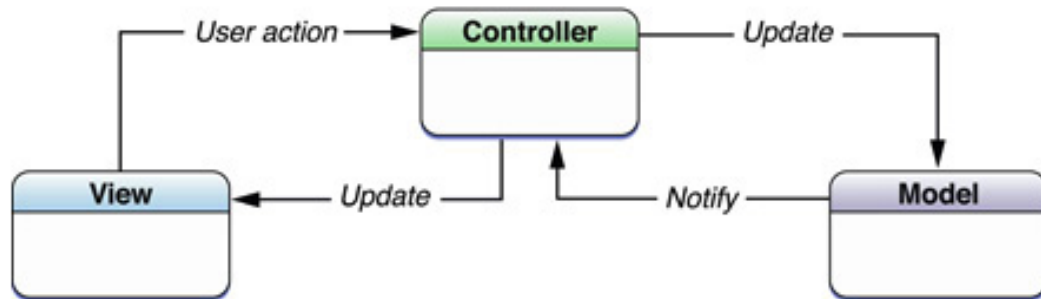 User action
Controller
Update
View
Update
Notify
Model